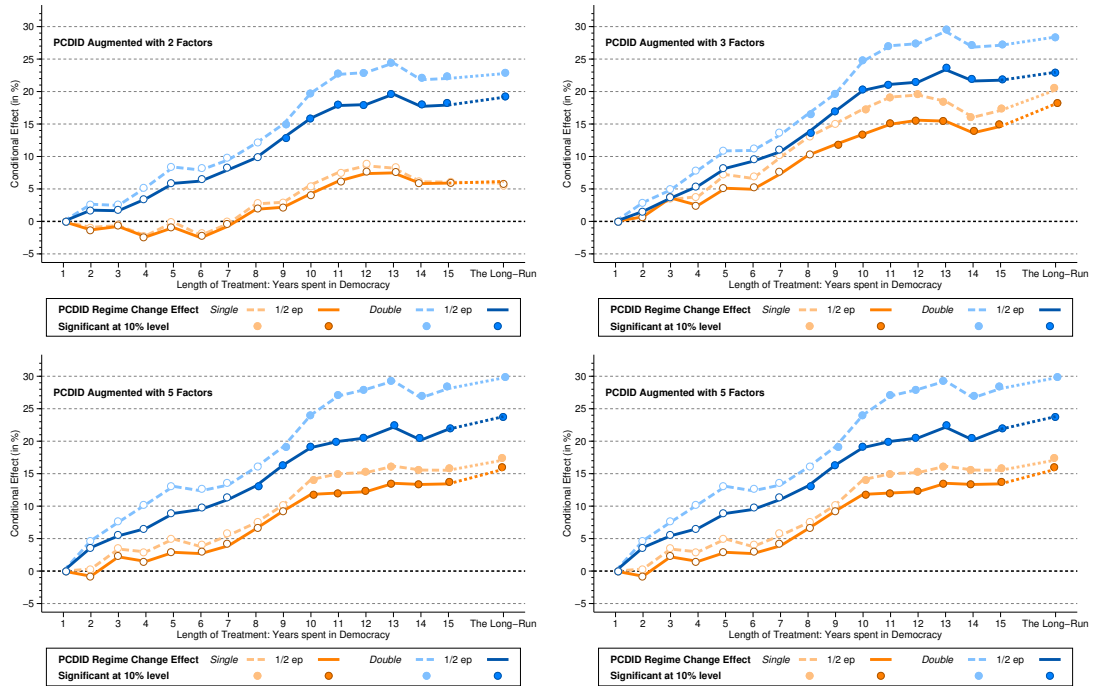 PCDID Augmented with 2 Factors
Conditional Effect (in %)
30
25
20
15
10
5
0
−5
1 2 3 4 5 6 7 8 9 10 11 12 13 14 15 The Long−Run
Length of Treatment: Years spent in Democracy
PCDID Regime Change Effect Single 1/2 ep Double 1/2 ep
Significant at 10% level
PCDID Augmented with 3 Factors
Conditional Effect (in %)
30
25
20
15
10
5
0
−5
1 2 3 4 5 6 7 8 9 10 11 12 13 14 15 The Long−Run
Length of Treatment: Years spent in Democracy
PCDID Regime Change Effect Single 1/2 ep Double 1/2 ep
Significant at 10% level
PCDID Augmented with 5 Factors
Conditional Effect (in %)
30
25
20
15
10
5
0
−5
1 2 3 4 5 6 7 8 9 10 11 12 13 14 15 The Long−Run
Length of Treatment: Years spent in Democracy
PCDID Regime Change Effect Single 1/2 ep Double 1/2 ep
Significant at 10% level
PCDID Augmented with 5 Factors
Conditional Effect (in %)
30
25
20
15
10
5
0
−5
1 2 3 4 5 6 7 8 9 10 11 12 13 14 15 The Long−Run
Length of Treatment: Years spent in Democracy
PCDID Regime Change Effect Single 1/2 ep Double 1/2 ep
Significant at 10% level